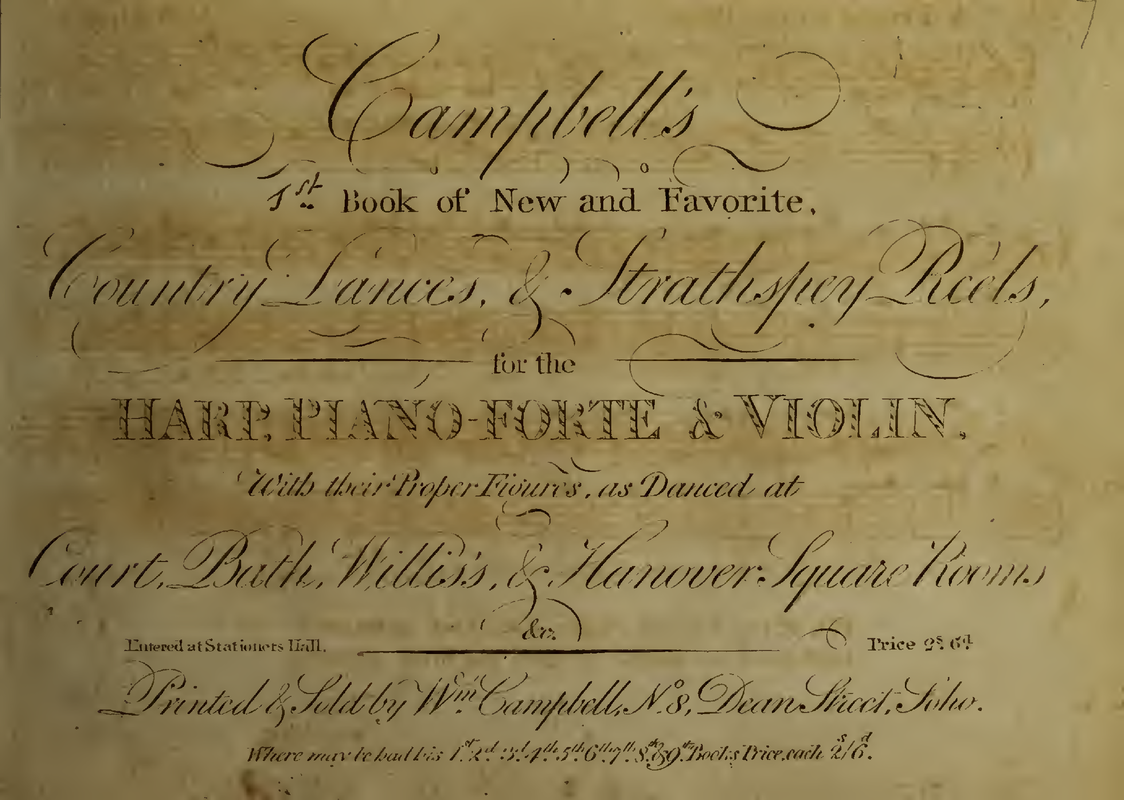 Campbell's
1st Book of New and Favorite,
Country Dances, & Strathspey Reels,
for the
HARP, PIANO-FORTE & VIOLIN.
With their Proper Figures, as Danced at
Court, Bath, Willis's, & Hanover Square Rooms
&c.
Entered at Stationers Hall. Price 2s. 6d
Printed & Sold by Wm. Campbell, No. 8, Dean Street, Soho.
Where may be had his 1st 2d 3d 4th 5th 6th 7th 8th & 9th Books Price each 2s/6d.